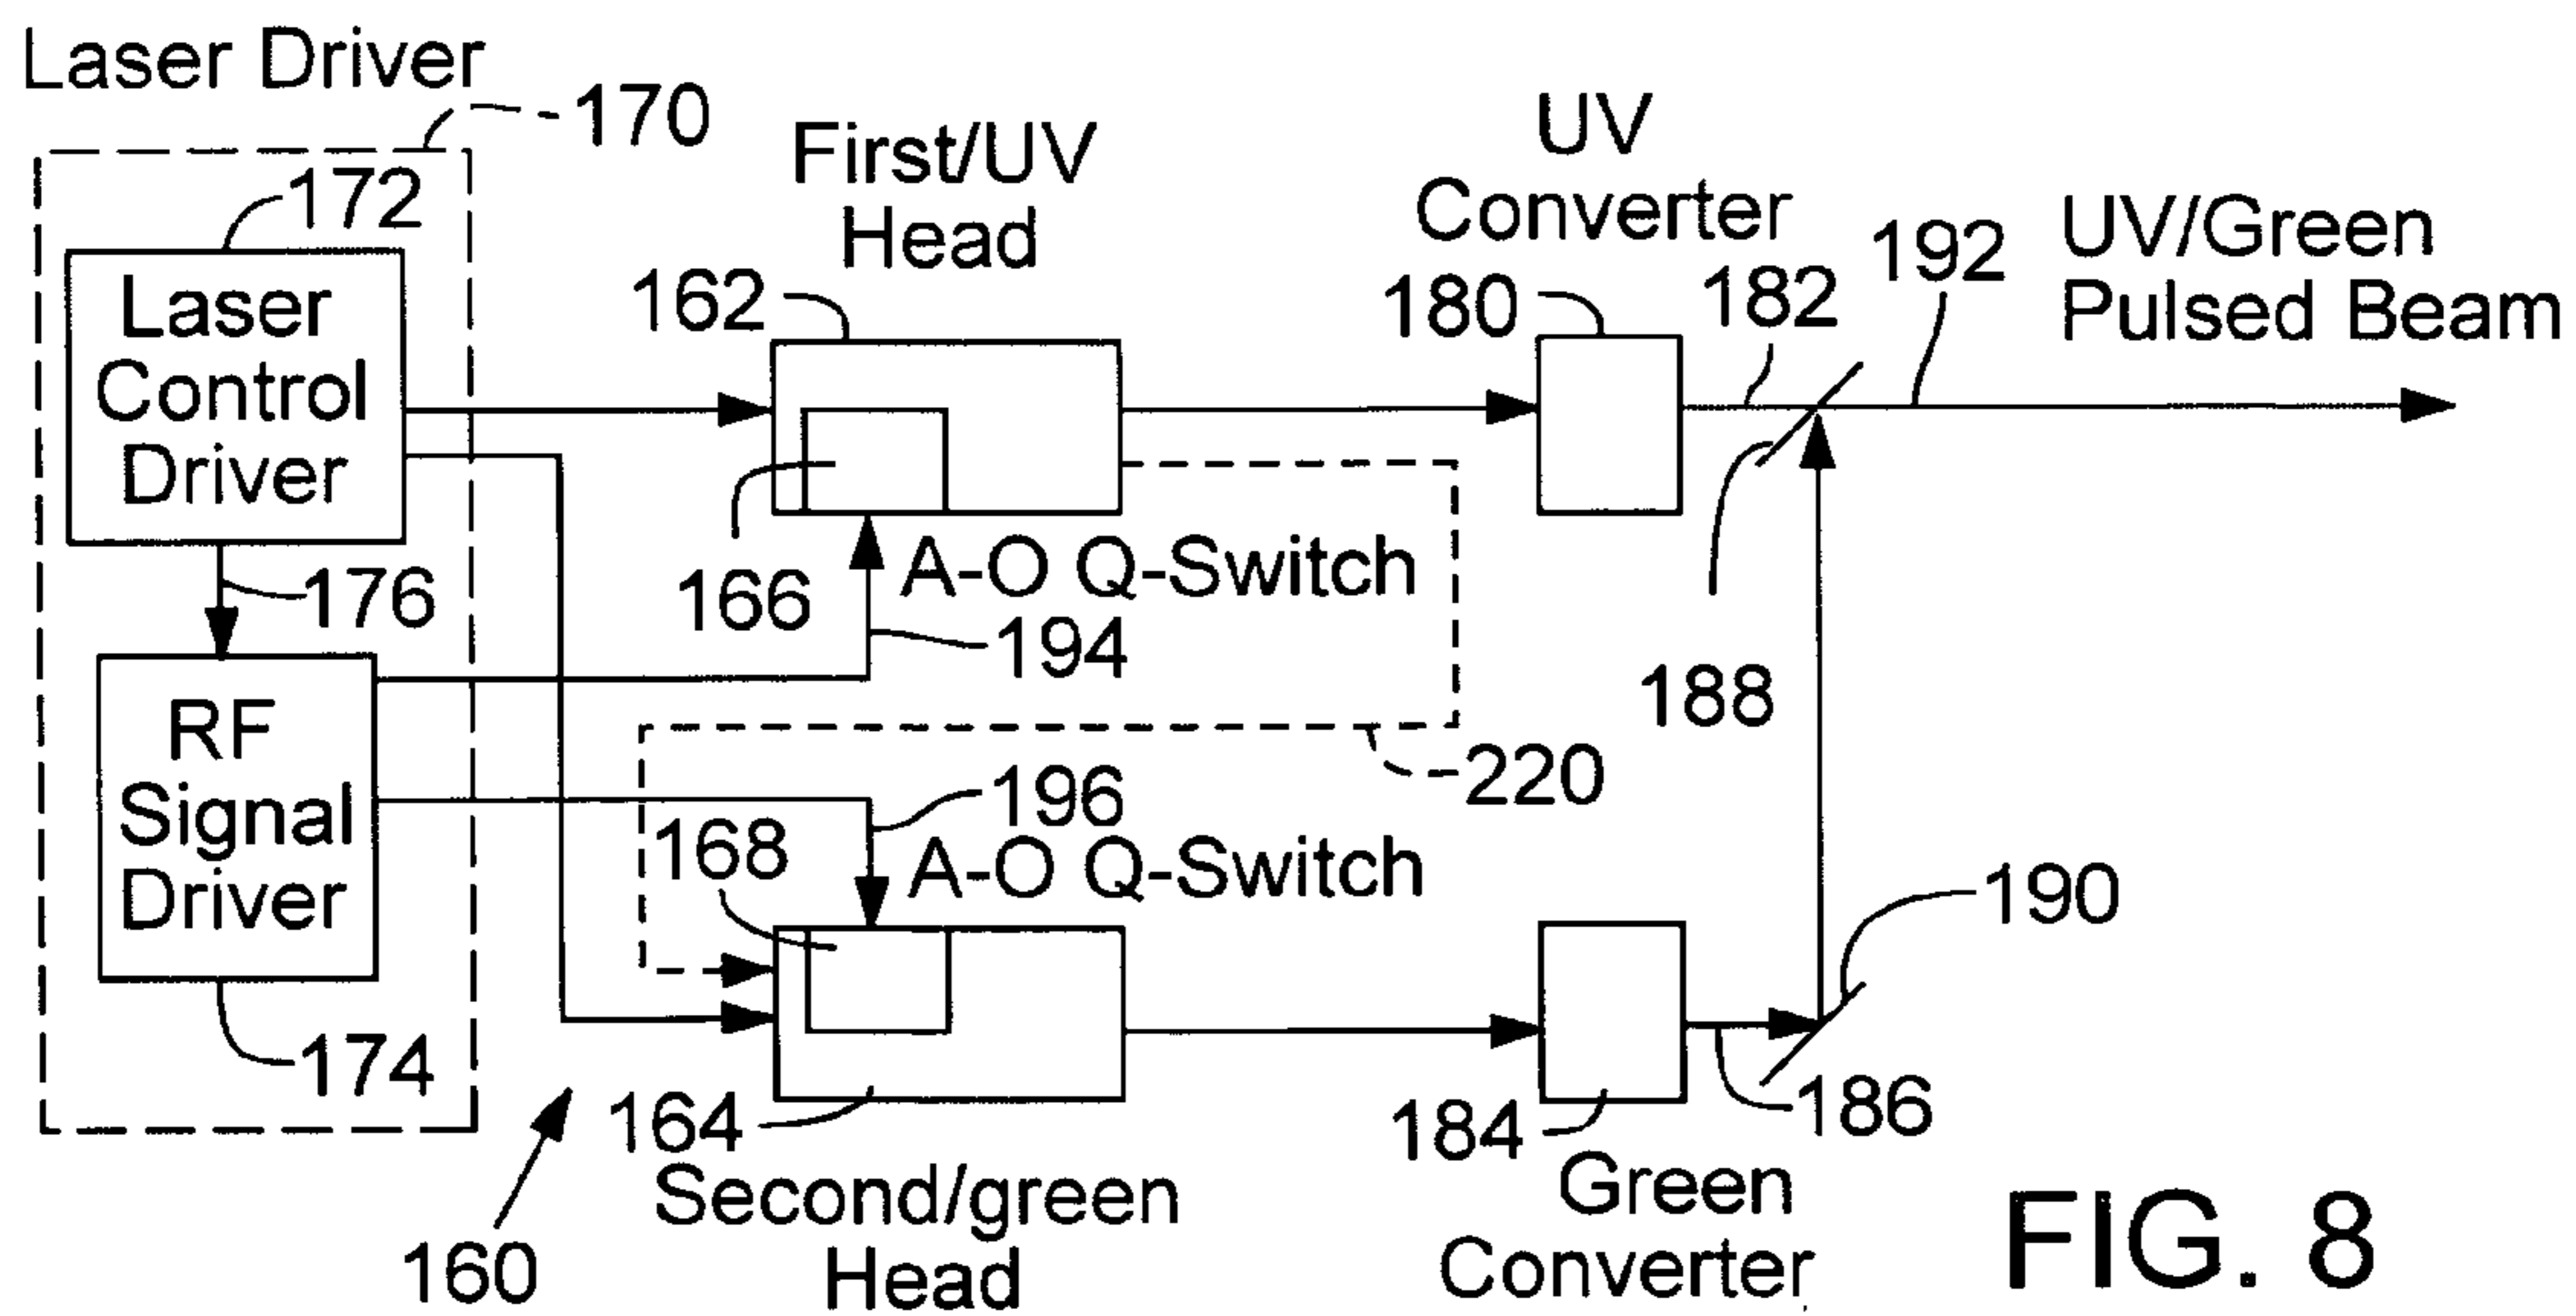 Laser Driver
170
172
Laser
Control
Driver
176
RF
Signal
Driver
174
First/UV
Head
162
166
A-O Q-Switch
194
196
168
A-O Q-Switch
220
164
Second/green
Head
160
UV
Converter
180
182
192
UV/Green
Pulsed Beam
188
190
184
186
Green
Converter
FIG. 8